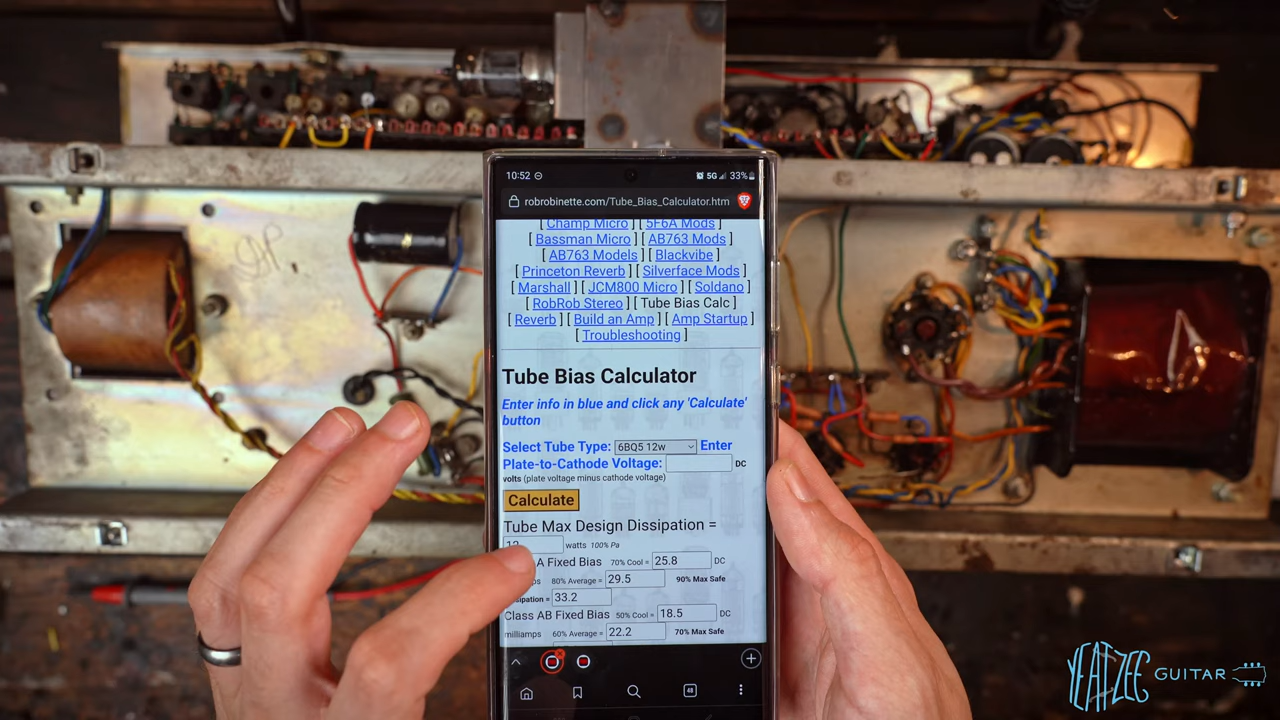 10:52
5G 33%
robrobinette.com/Tube_Bias_Calculator.htm
[ Champ Micro ] [ 5F6A Mods ]
[ Bassman Micro ] [ AB763 Mods ]
[ AB763 Models ] [ Blackvibe ]
[ Princeton Reverb ] [ Silverface Mods ]
[ Marshall ] [ JCM800 Micro ] [ Soldano ]
[ RobRob Stereo ] [ Tube Bias Calc ]
[ Reverb ] [ Build an Amp ] [ Amp Startup ]
[ Troubleshooting ]
Tube Bias Calculator
Enter info in blue and click any 'Calculate'
button
Select Tube Type: 6BQ5 12w Enter
Plate-to-Cathode Voltage: DC
volts (plate voltage minus cathode voltage)
Calculate
Tube Max Design Dissipation =
watts 100% Pa
A Fixed Bias 70% Cool = 25.8 DC
80% Average = 29.5 90% Max Safe
33.2
Class AB Fixed Bias 50% Cool = 18.5 DC
milliamps 60% Average = 22.2 70% Max Safe
48
YEATZEE GUITAR